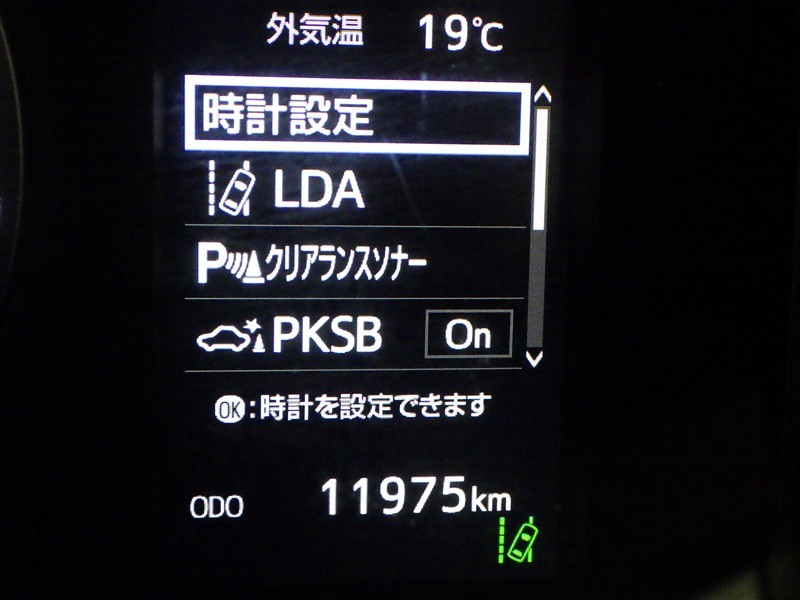 外気温 19℃
時計設定
LDA
Pクリアランスソナー
PKSB On
OK:時計を設定できます
ODO 11975km